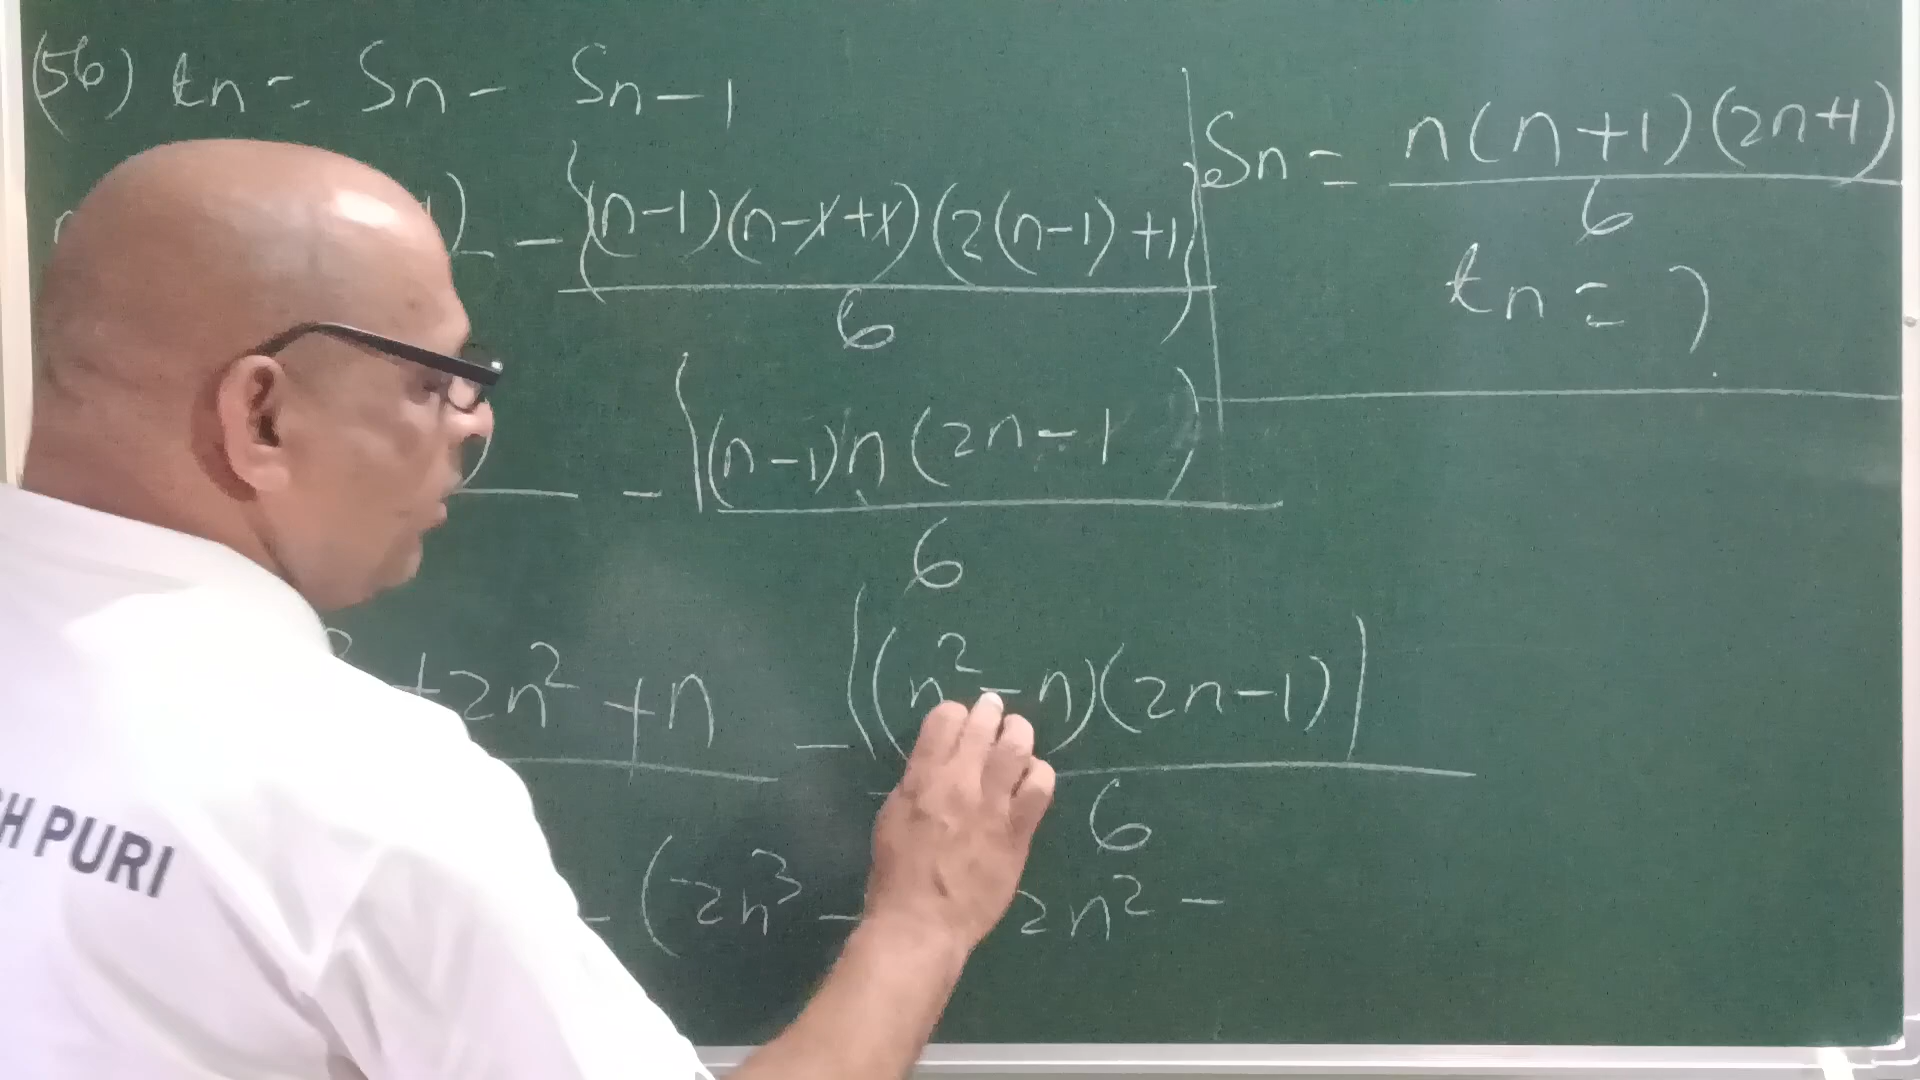 (56) tn = Sn - Sn-1
Sn = n(n+1)(2n+1)
6
tn = ?
- {(n-1)(n-1+1)(2(n-1)+1}
6
- (n-1)n(2n-1)
6
+2n² +n - ((n²-n)(2n-1))
6
- (2n³ - 2n² -
PURI